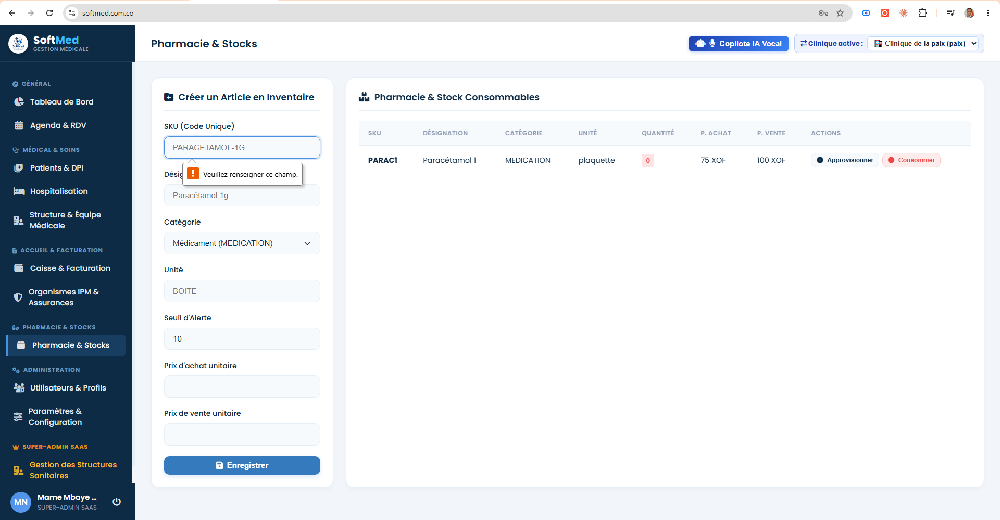 softmed.com.co
SoftMed
GESTION MÉDICALE
Pharmacie & Stocks
Copilote IA Vocal
Clinique active :
Clinique de la paix (paix)
GÉNÉRAL
Tableau de Bord
Agenda & RDV
MÉDICAL & SOINS
Patients & DPI
Hospitalisation
Structure & Équipe
Médicale
ACCUEIL & FACTURATION
Caisse & Facturation
Organismes IPM &
Assurances
PHARMACIE & STOCKS
Pharmacie & Stocks
ADMINISTRATION
Utilisateurs & Profils
Paramètres &
Configuration
SUPER-ADMIN SAAS
Gestion des Structures
Sanitaires
MN
Mame Mbaye ...
SUPER-ADMIN SAAS
Créer un Article en Inventaire
SKU (Code Unique)
PARACETAMOL-1G
Veuillez renseigner ce champ.
Désig
Paracétamol 1g
Catégorie
Médicament (MEDICATION)
Unité
BOITE
Seuil d'Alerte
10
Prix d'achat unitaire
Prix de vente unitaire
Enregistrer
Pharmacie & Stock Consommables
SKU DÉSIGNATION CATÉGORIE UNITÉ QUANTITÉ P. ACHAT P. VENTE ACTIONS
PARAC1 Paracétamol 1 MEDICATION plaquette 0 75 XOF 100 XOF Approvisionner Consommer